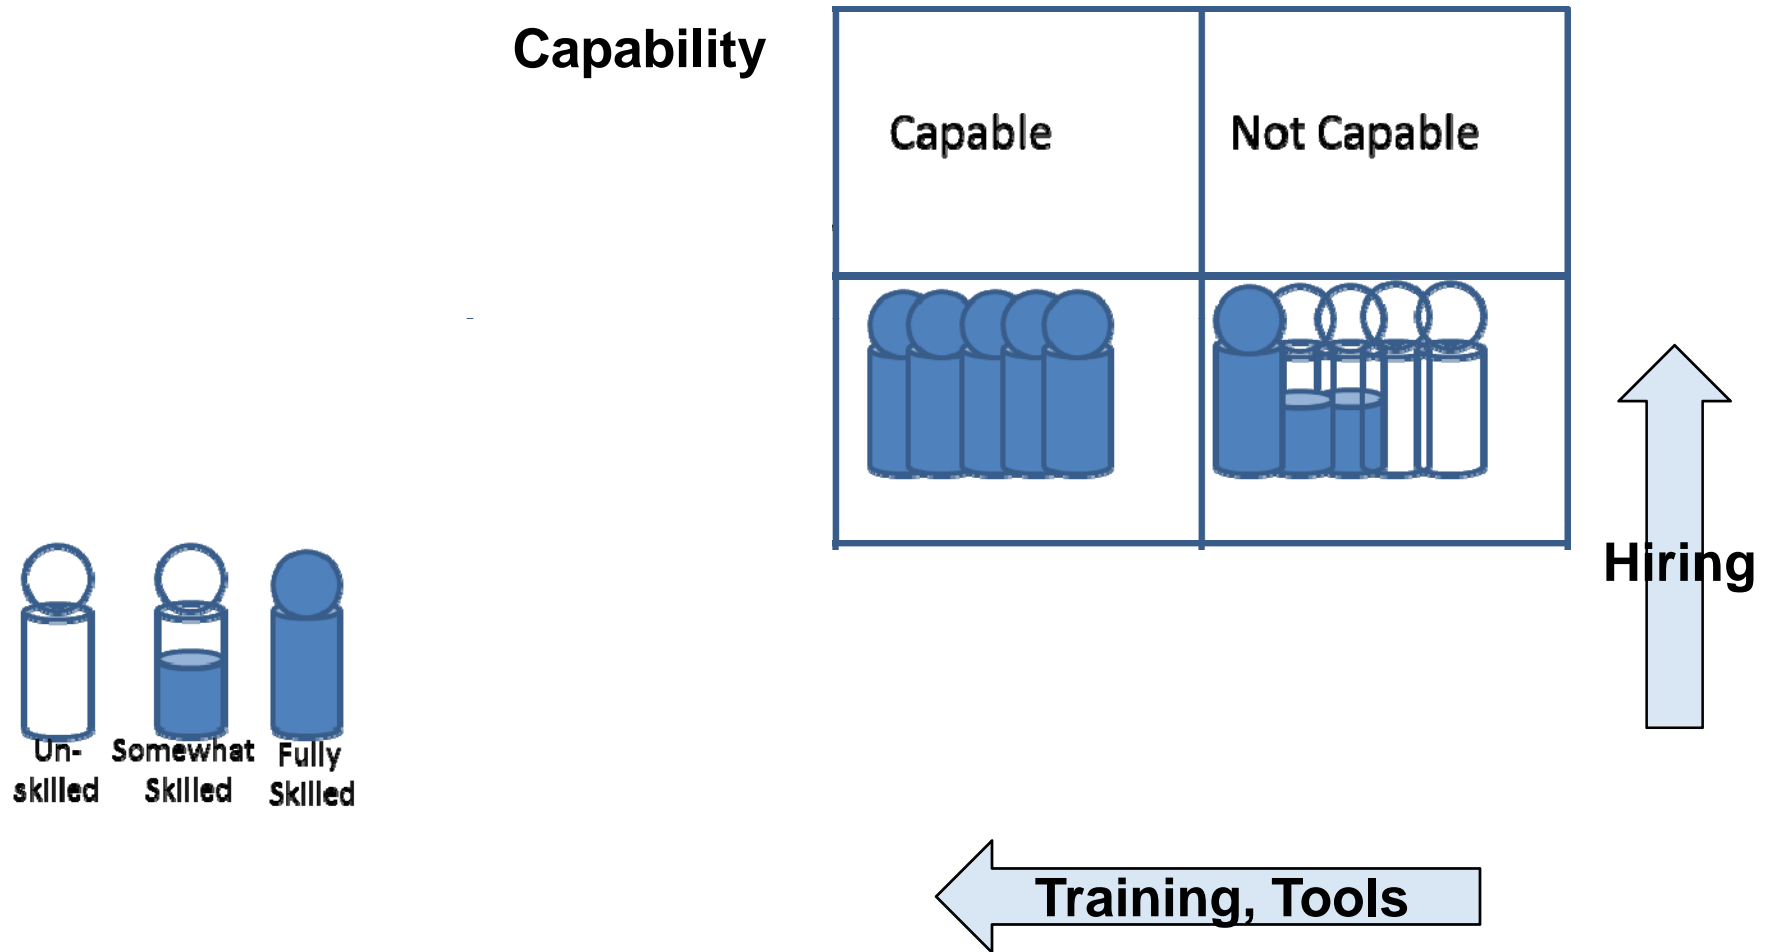 Capability
Capable
Not Capable
Hiring
Un-
skilled
Somewhat
Skilled
Fully
Skilled
Training, Tools